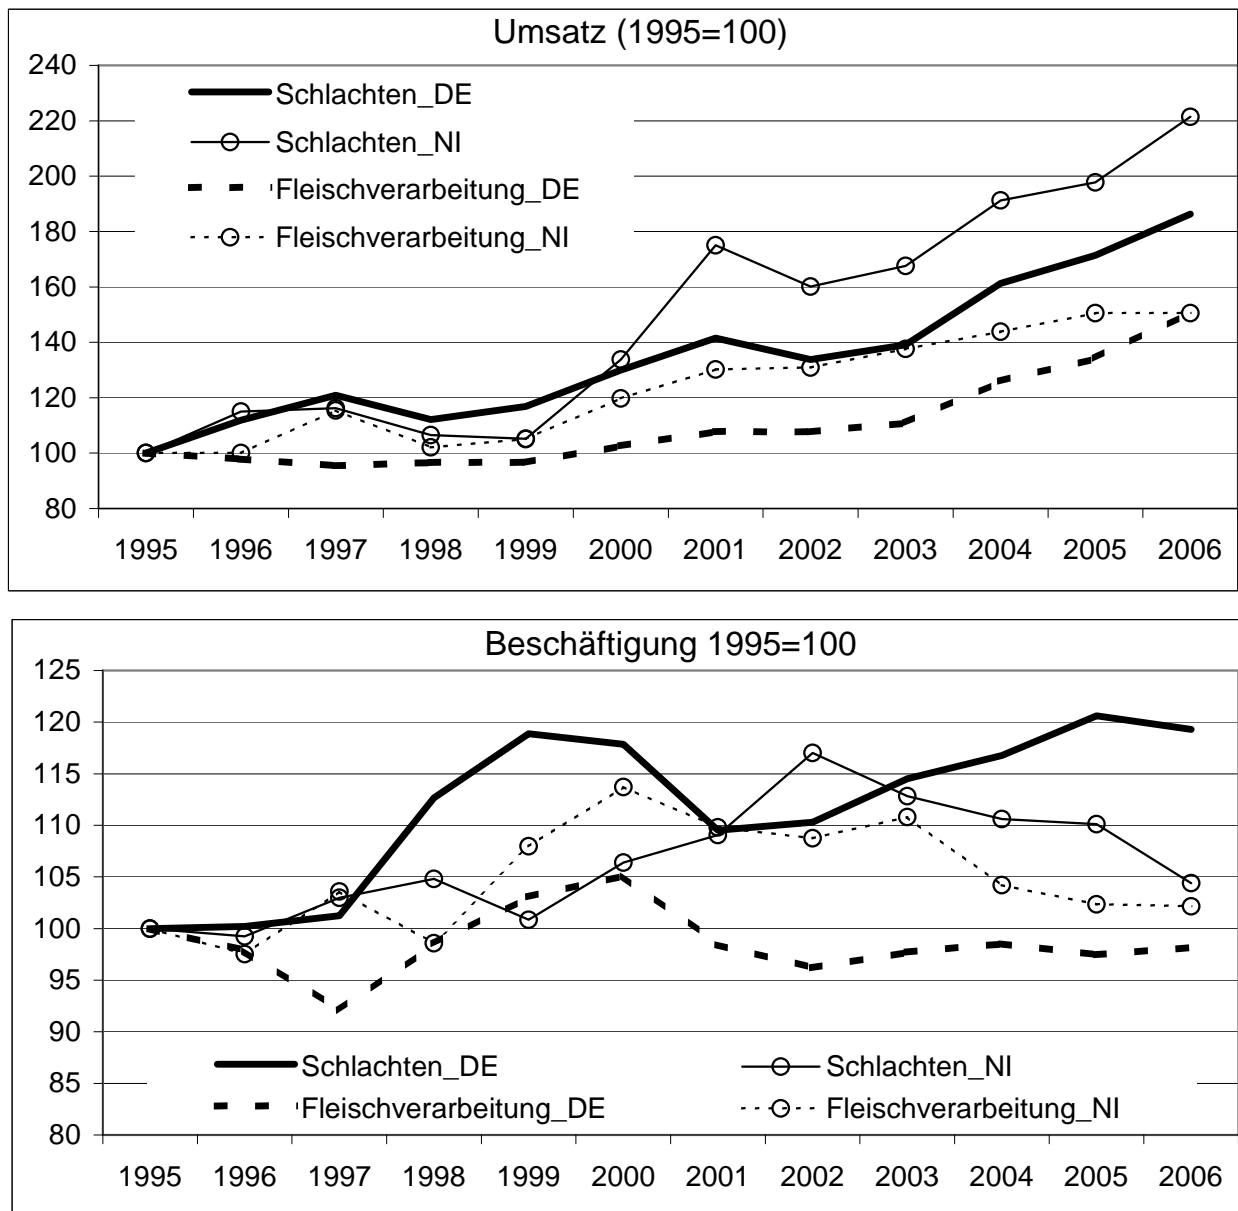 Umsatz (1995=100)
240
220
200
180
160
140
120
100
80
Schlachten_DE
Schlachten_NI
Fleischverarbeitung_DE
Fleischverarbeitung_NI
1995 1996 1997 1998 1999 2000 2001 2002 2003 2004 2005 2006
Beschäftigung 1995=100
125
120
115
110
105
100
95
90
85
80
Schlachten_DE Schlachten_NI
Fleischverarbeitung_DE Fleischverarbeitung_NI
1995 1996 1997 1998 1999 2000 2001 2002 2003 2004 2005 2006